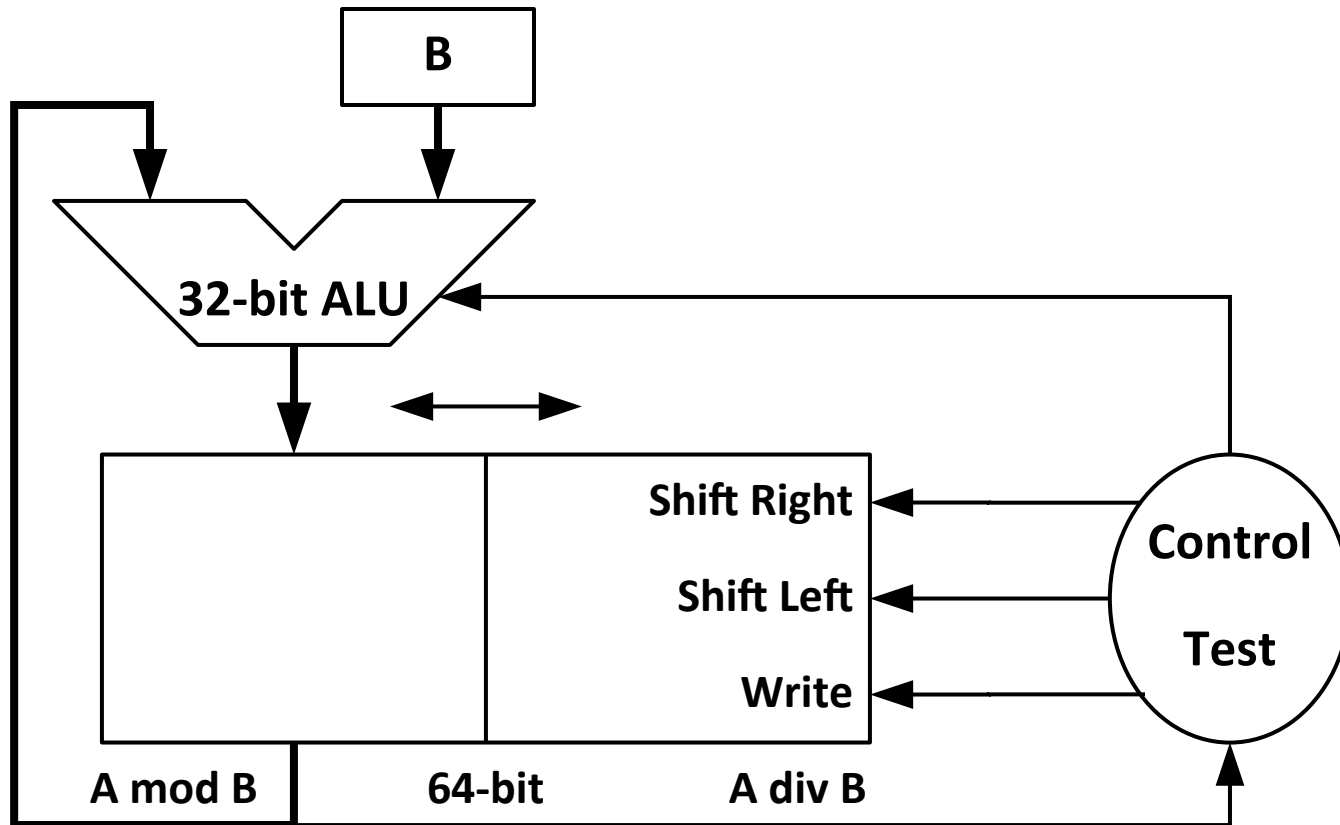 B
32-bit ALU
Shift Right
Control
Shift Left
Test
Write
A mod B
64-bit
A div B